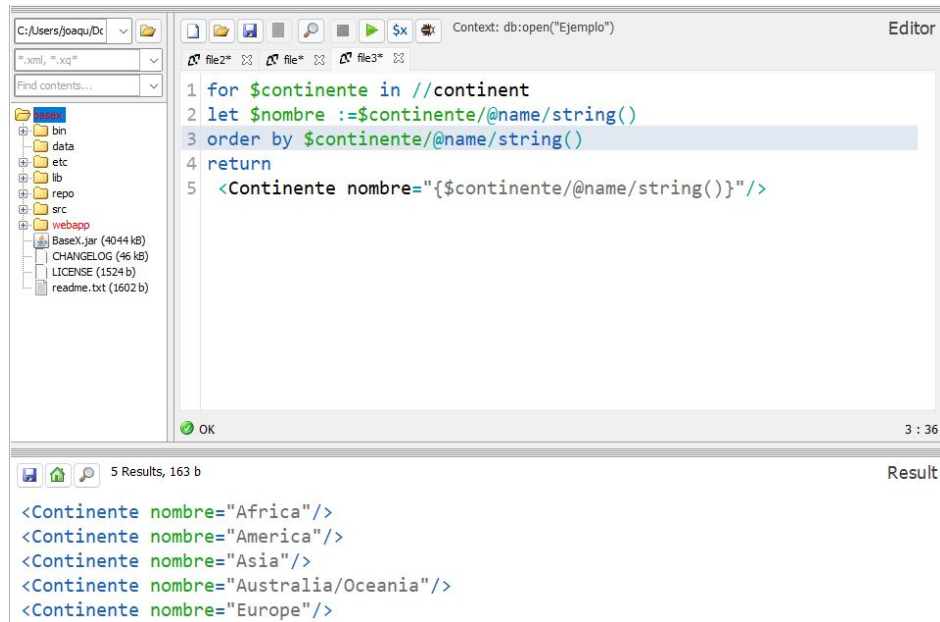 C:/Users/joaqu/Dc
*.xml, *.xq*
Find contents...
basex
bin
data
etc
lib
repo
src
webapp
BaseX.jar (4044 kB)
CHANGELOG (46 kB)
LICENSE (1524 b)
readme.txt (1602 b)
$x Context: db:open("Ejemplo") Editor
file2* file* file3*
1 for $continente in //continent
2 let $nombre :=$continente/@name/string()
3 order by $continente/@name/string()
4 return
5 <Continente nombre="{$continente/@name/string()}"/>
OK 3 : 36
5 Results, 163 b Result
<Continente nombre="Africa"/>
<Continente nombre="America"/>
<Continente nombre="Asia"/>
<Continente nombre="Australia/Oceania"/>
<Continente nombre="Europe"/>